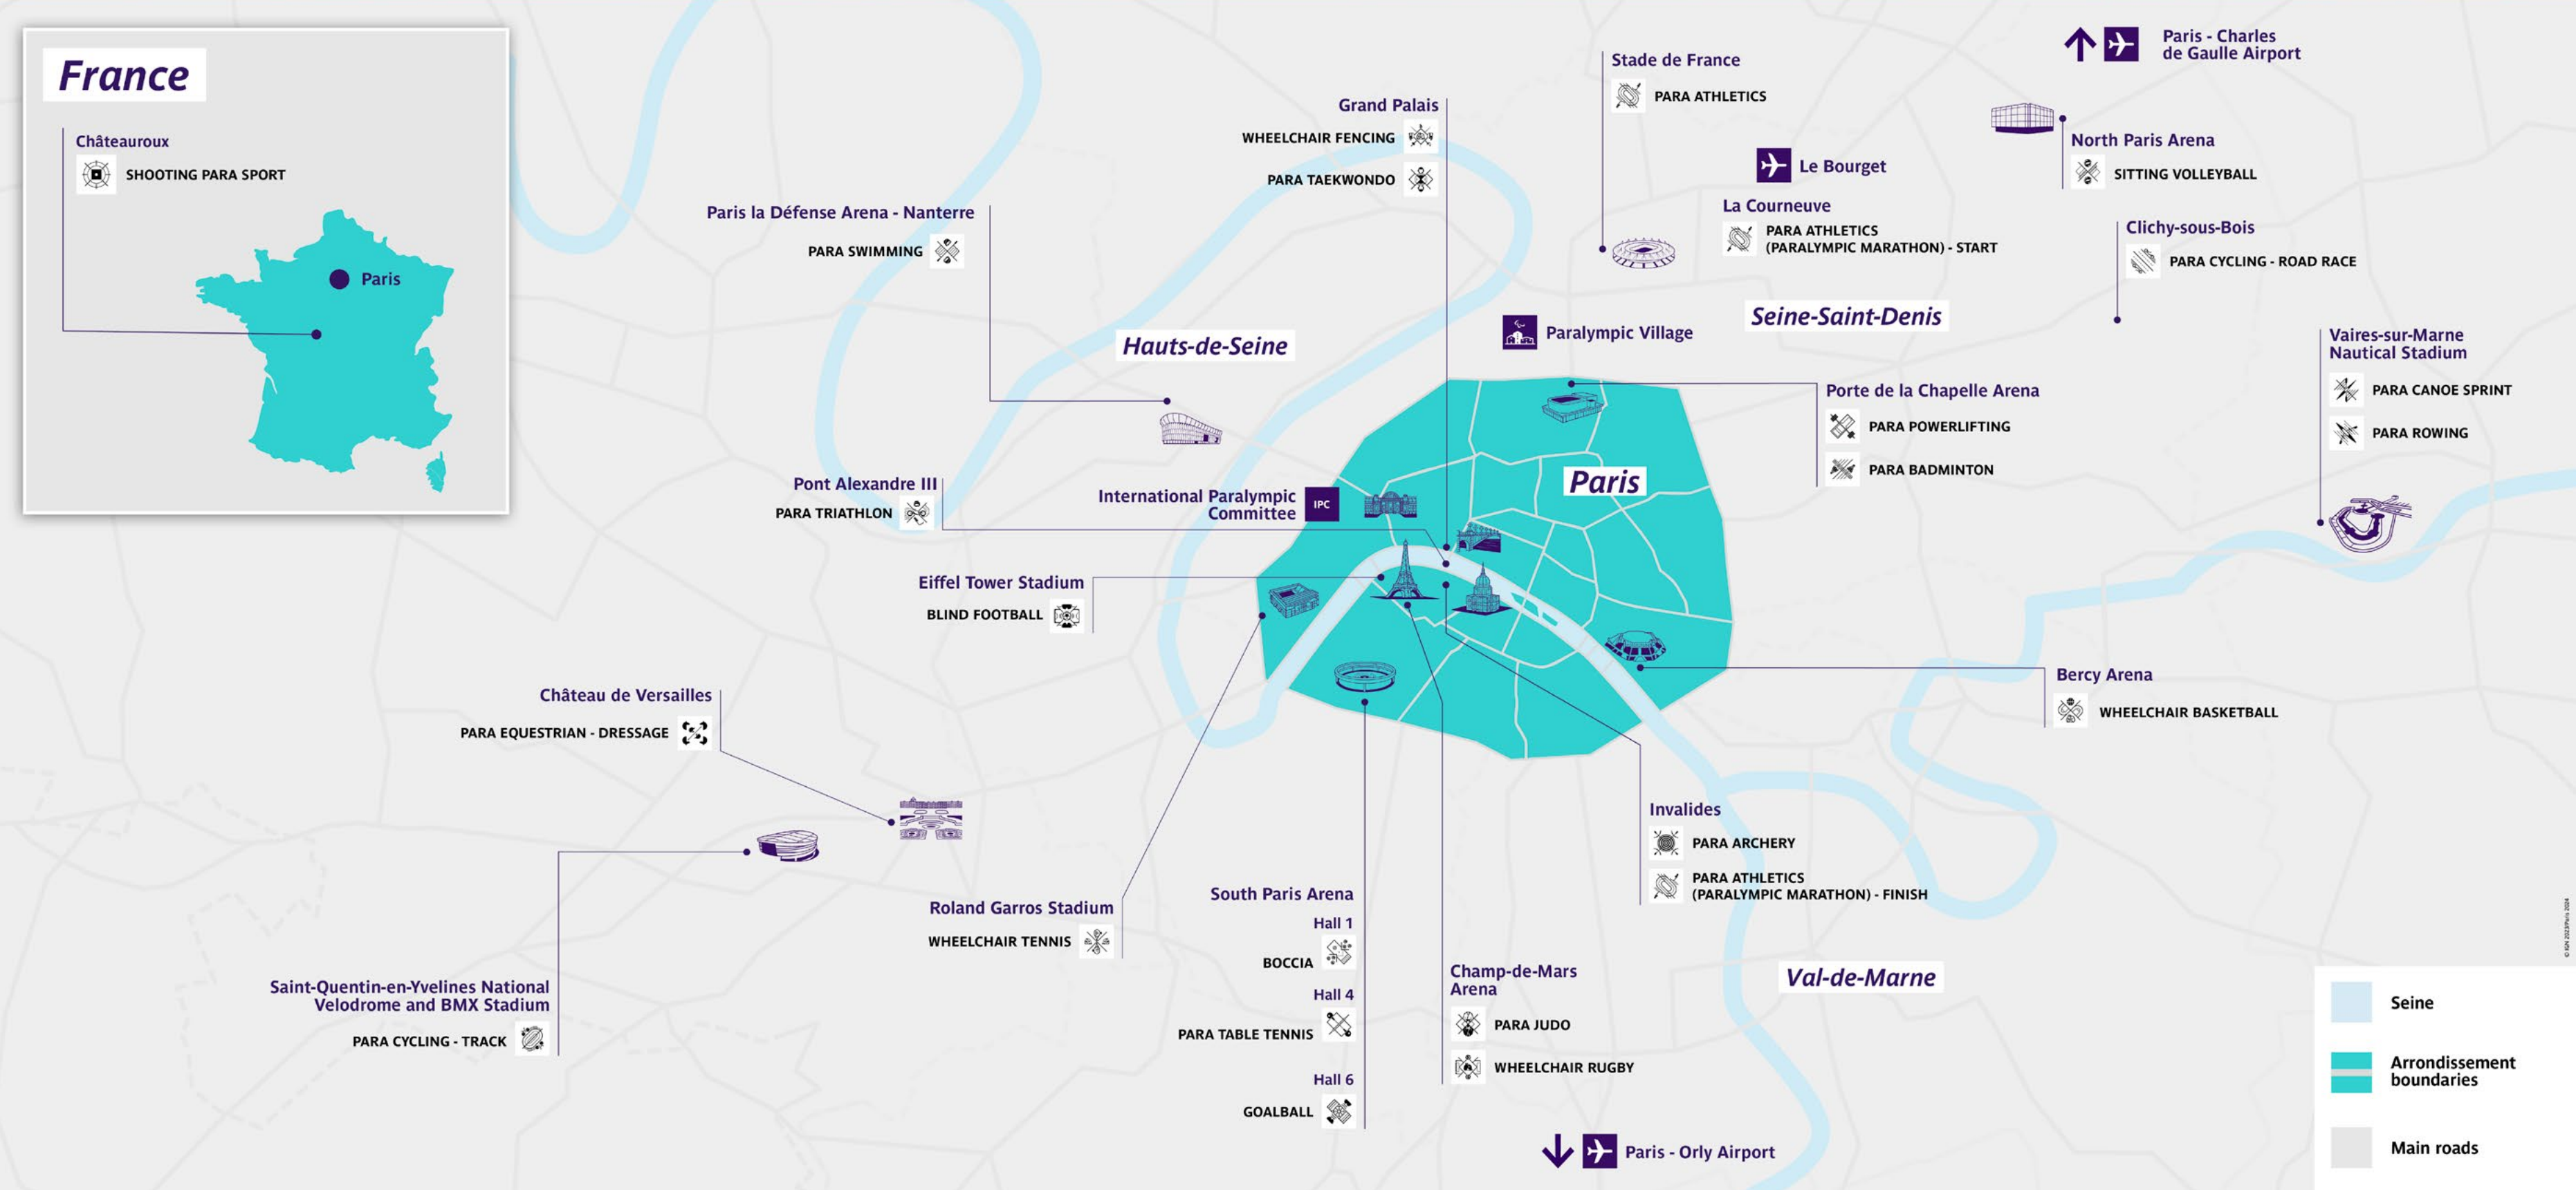 France
Châteauroux
SHOOTING PARA SPORT
Paris
Paris - Charles
de Gaulle Airport
Stade de France
PARA ATHLETICS
Grand Palais
WHEELCHAIR FENCING
PARA TAEKWONDO
North Paris Arena
SITTING VOLLEYBALL
Le Bourget
La Courneuve
PARA ATHLETICS
(PARALYMPIC MARATHON) - START
Paris la Défense Arena - Nanterre
PARA SWIMMING
Clichy-sous-Bois
PARA CYCLING - ROAD RACE
Seine-Saint-Denis
Hauts-de-Seine
Paralympic Village
Vaires-sur-Marne
Nautical Stadium
PARA CANOE SPRINT
PARA ROWING
Porte de la Chapelle Arena
PARA POWERLIFTING
PARA BADMINTON
Paris
Pont Alexandre III
PARA TRIATHLON
International Paralympic
Committee
IPC
Eiffel Tower Stadium
BLIND FOOTBALL
Château de Versailles
PARA EQUESTRIAN - DRESSAGE
Bercy Arena
WHEELCHAIR BASKETBALL
Invalides
PARA ARCHERY
PARA ATHLETICS
(PARALYMPIC MARATHON) - FINISH
Roland Garros Stadium
WHEELCHAIR TENNIS
South Paris Arena
Hall 1
BOCCIA
Hall 4
PARA TABLE TENNIS
Hall 6
GOALBALL
Champ-de-Mars
Arena
PARA JUDO
WHEELCHAIR RUGBY
Val-de-Marne
Saint-Quentin-en-Yvelines National
Velodrome and BMX Stadium
PARA CYCLING - TRACK
Paris - Orly Airport
Seine
Arrondissement
boundaries
Main roads
© IGN 2023/Paris 2024